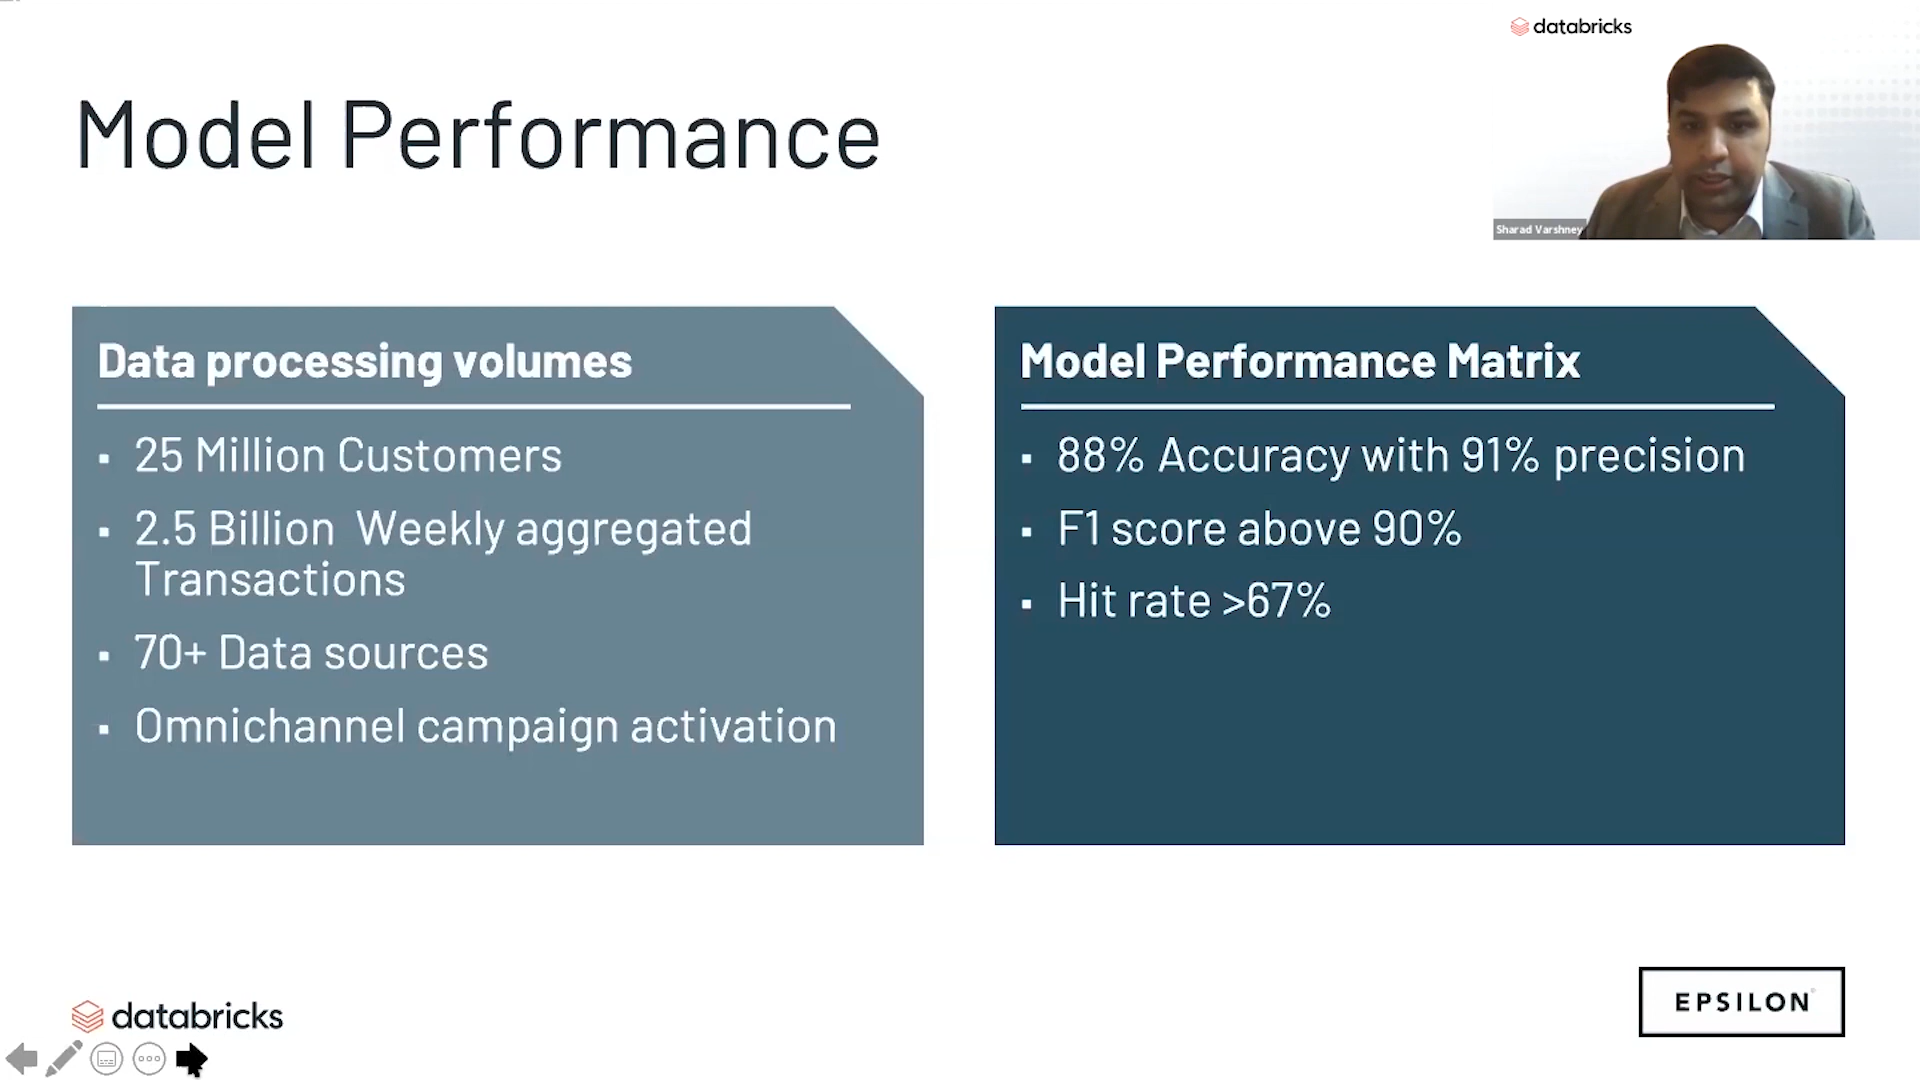 databricks
Model Performance
Sharad Varshney
Data processing volumes
▪ 25 Million Customers
▪ 2.5 Billion  Weekly aggregated
Transactions
▪ 70+ Data sources
▪ Omnichannel campaign activation
Model Performance Matrix
▪ 88% Accuracy with 91% precision
▪ F1 score above 90%
▪ Hit rate >67%
databricks
EPSILON